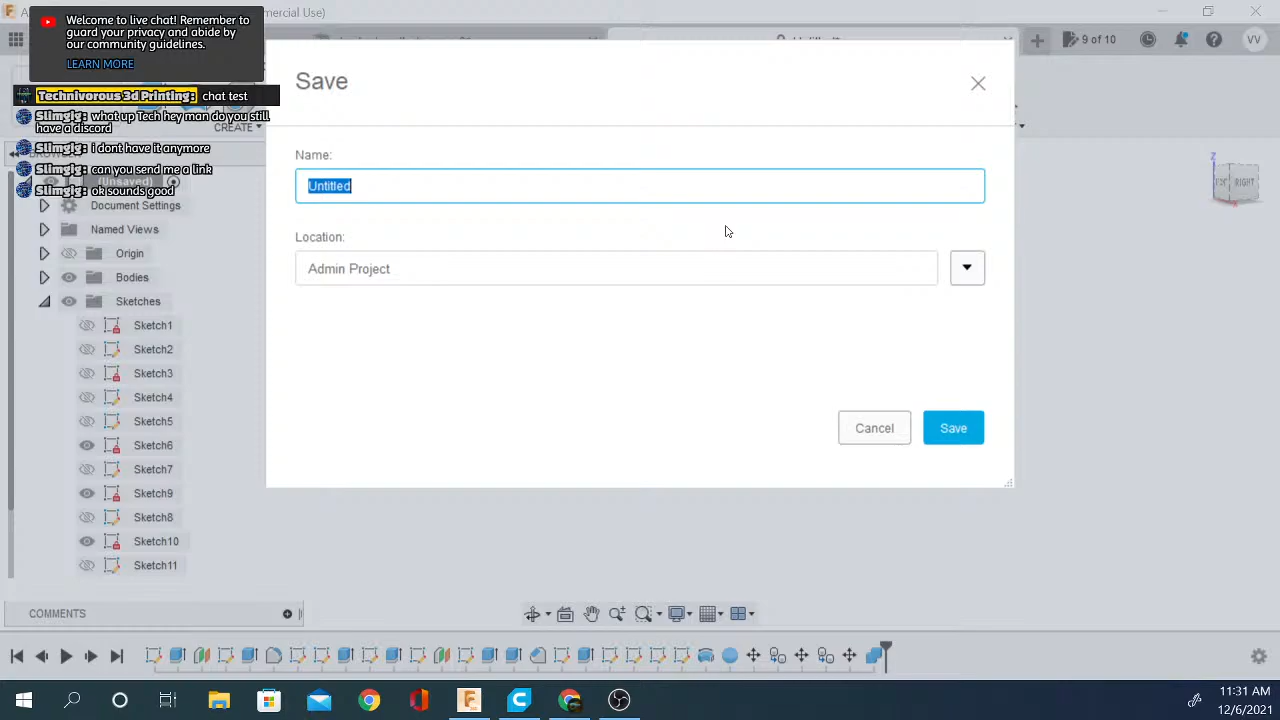 mercial Use)
Welcome to live chat! Remember to
guard your privacy and abide by
our community guidelines.
LEARN MORE
9 of 10
VV
Technivorous 3d Printing: chat test
Slimgig: what up Tech hey man do you still
have a discord
CREATE
Slimgig: i dont have it anymore
Slimgig: can you send me a link
(Unsaved)
Slimgig: ok sounds good
Document Settings
Named Views
Origin
Bodies
Sketches
Sketch1
Sketch2
Sketch3
Sketch4
Sketch5
Sketch6
Sketch7
Sketch9
Sketch8
Sketch10
Sketch11
Save
Name:
Untitled
Location:
Admin Project
Cancel
Save
Z
RIGHT
COMMENTS
11:31 AM
12/6/2021